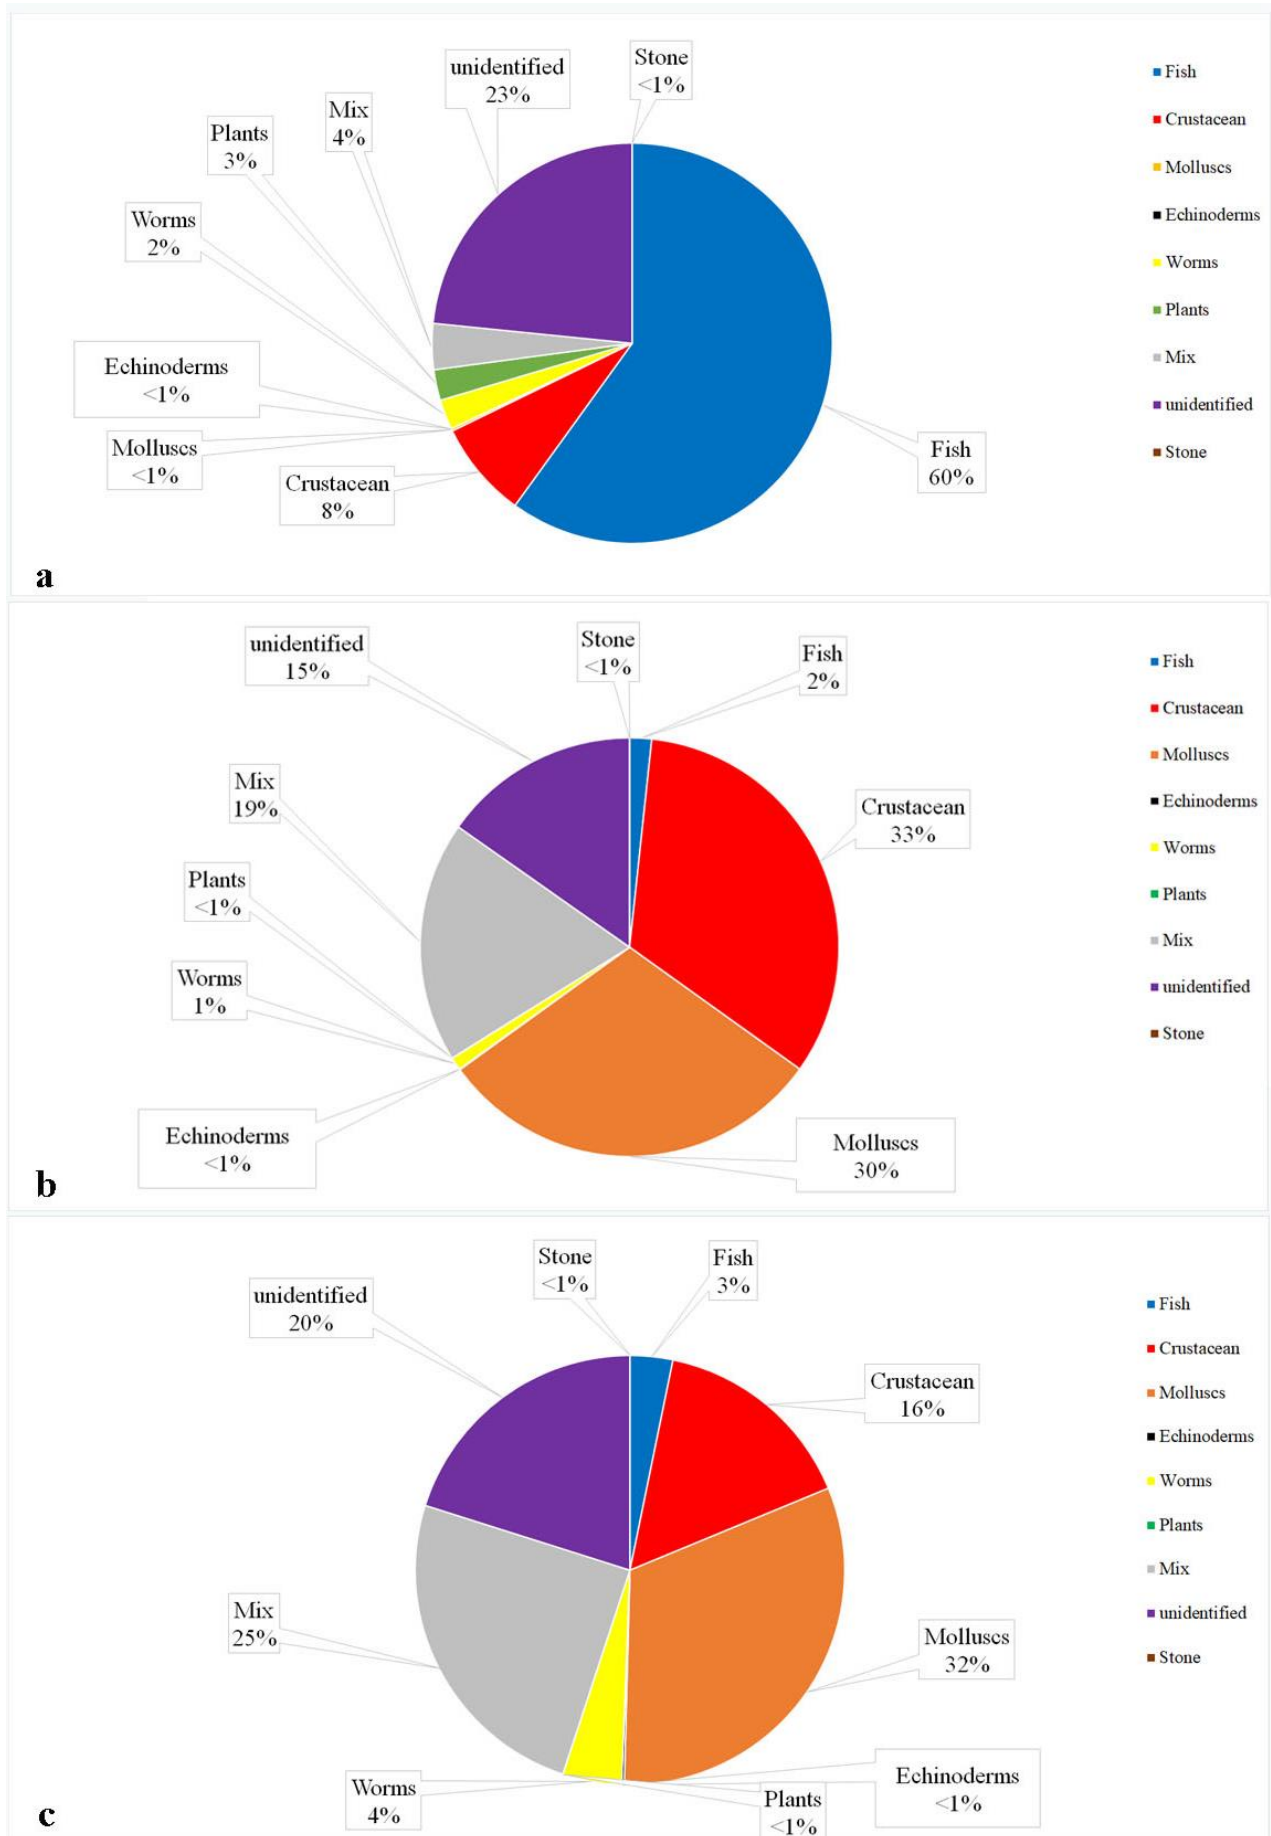 Stone
<1%
unidentified
23%
Mix
4%
Plants
3%
Worms
2%
Echinoderms
<1%
Molluscs
<1%
Crustacean
8%
Fish
60%
Fish
Crustacean
Molluscs
Echinoderms
Worms
Plants
Mix
unidentified
Stone
a
unidentified
15%
Stone
<1%
Fish
2%
Mix
19%
Crustacean
33%
Plants
<1%
Worms
1%
Echinoderms
<1%
Molluscs
30%
Fish
Crustacean
Molluscs
Echinoderms
Worms
Plants
Mix
unidentified
Stone
b
Stone
<1%
Fish
3%
unidentified
20%
Crustacean
16%
Mix
25%
Molluscs
32%
Worms
4%
Plants
<1%
Echinoderms
<1%
Fish
Crustacean
Molluscs
Echinoderms
Worms
Plants
Mix
unidentified
Stone
c